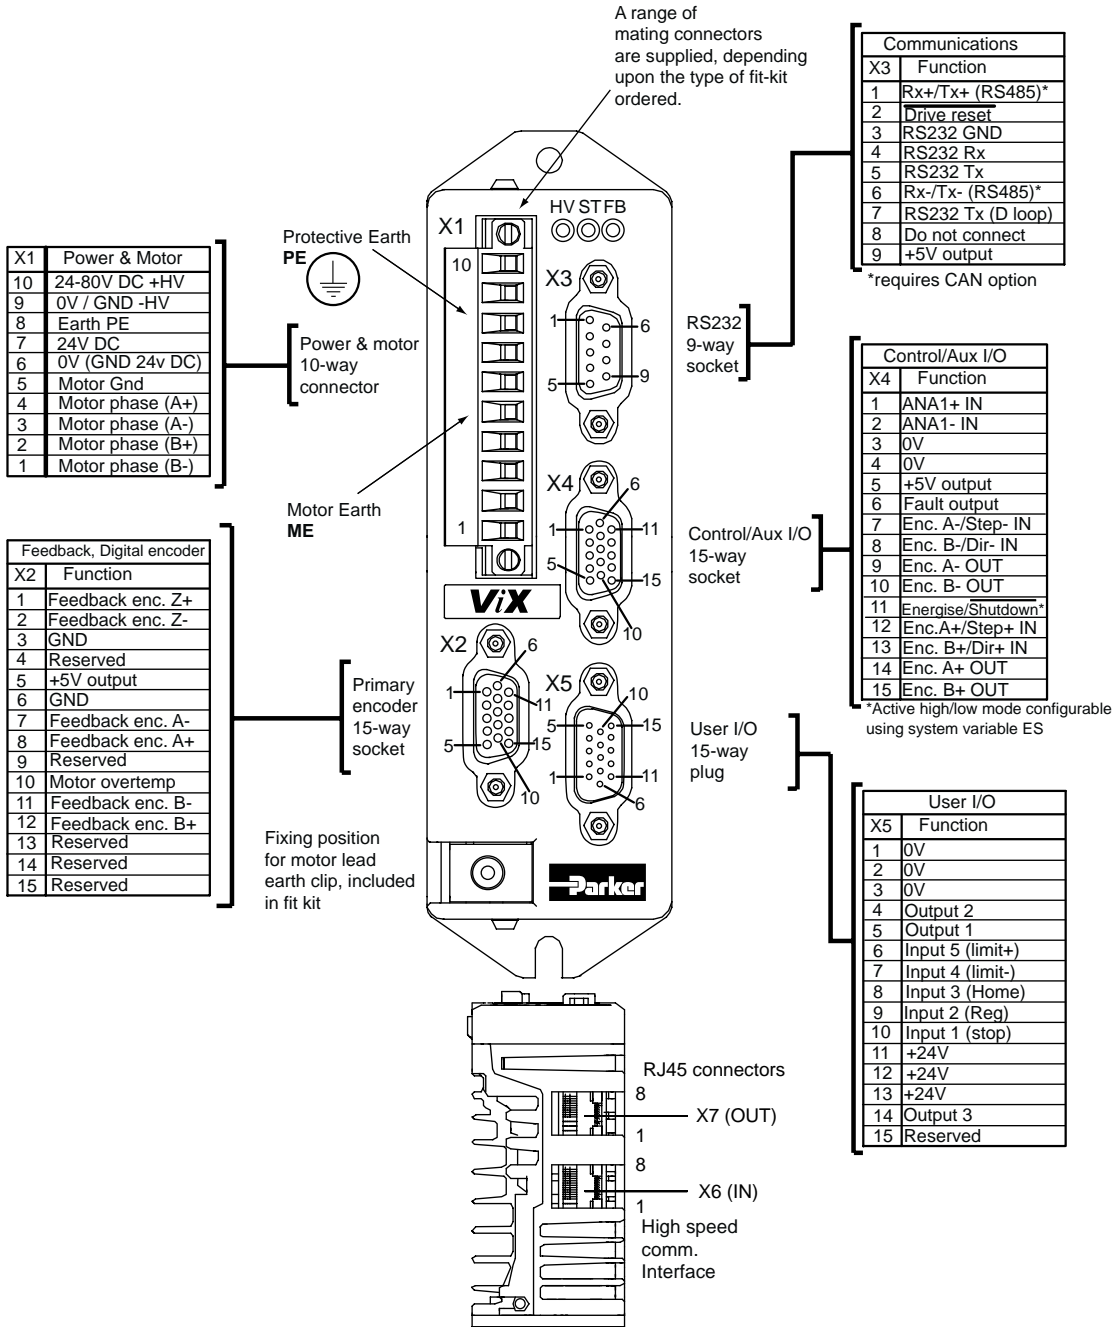 A range of
mating connectors
are supplied, depending
upon the type of fit-kit
ordered.
Communications
X3 Function
1 Rx+/Tx+ (RS485)*
2 Drive reset
3 RS232 GND
4 RS232 Rx
5 RS232 Tx
6 Rx-/Tx- (RS485)*
7 RS232 Tx (D loop)
8 Do not connect
9 +5V output
*requires CAN option
HV ST FB
X1
10
1
Protective Earth
PE
X1 Power & Motor
10 24-80V DC +HV
9 0V / GND -HV
8 Earth PE
7 24V DC
6 0V (GND 24v DC)
5 Motor Gnd
4 Motor phase (A+)
3 Motor phase (A-)
2 Motor phase (B+)
1 Motor phase (B-)
Power & motor
10-way
connector
Motor Earth
ME
X3
1
6
5
9
RS232
9-way
socket
Control/Aux I/O
X4 Function
1 ANA1+ IN
2 ANA1- IN
3 0V
4 0V
5 +5V output
6 Fault output
7 Enc. A-/Step- IN
8 Enc. B-/Dir- IN
9 Enc. A- OUT
10 Enc. B- OUT
11 Energise/Shutdown*
12 Enc.A+/Step+ IN
13 Enc. B+/Dir+ IN
14 Enc. A+ OUT
15 Enc. B+ OUT
*Active high/low mode configurable
using system variable ES
X4
6
1
11
5
15
10
Control/Aux I/O
15-way
socket
ViX
Feedback, Digital encoder
X2 Function
1 Feedback enc. Z+
2 Feedback enc. Z-
3 GND
4 Reserved
5 +5V output
6 GND
7 Feedback enc. A-
8 Feedback enc. A+
9 Reserved
10 Motor overtemp
11 Feedback enc. B-
12 Feedback enc. B+
13 Reserved
14 Reserved
15 Reserved
Primary
encoder
15-way
socket
X2
6
1
11
5
15
10
X5
10
5
15
1
11
6
User I/O
15-way
plug
User I/O
X5 Function
1 0V
2 0V
3 0V
4 Output 2
5 Output 1
6 Input 5 (limit+)
7 Input 4 (limit-)
8 Input 3 (Home)
9 Input 2 (Reg)
10 Input 1 (stop)
11 +24V
12 +24V
13 +24V
14 Output 3
15 Reserved
Fixing position
for motor lead
earth clip, included
in fit kit
Parker
RJ45 connectors
8
X7 (OUT)
1
8
X6 (IN)
1
High speed
comm.
Interface